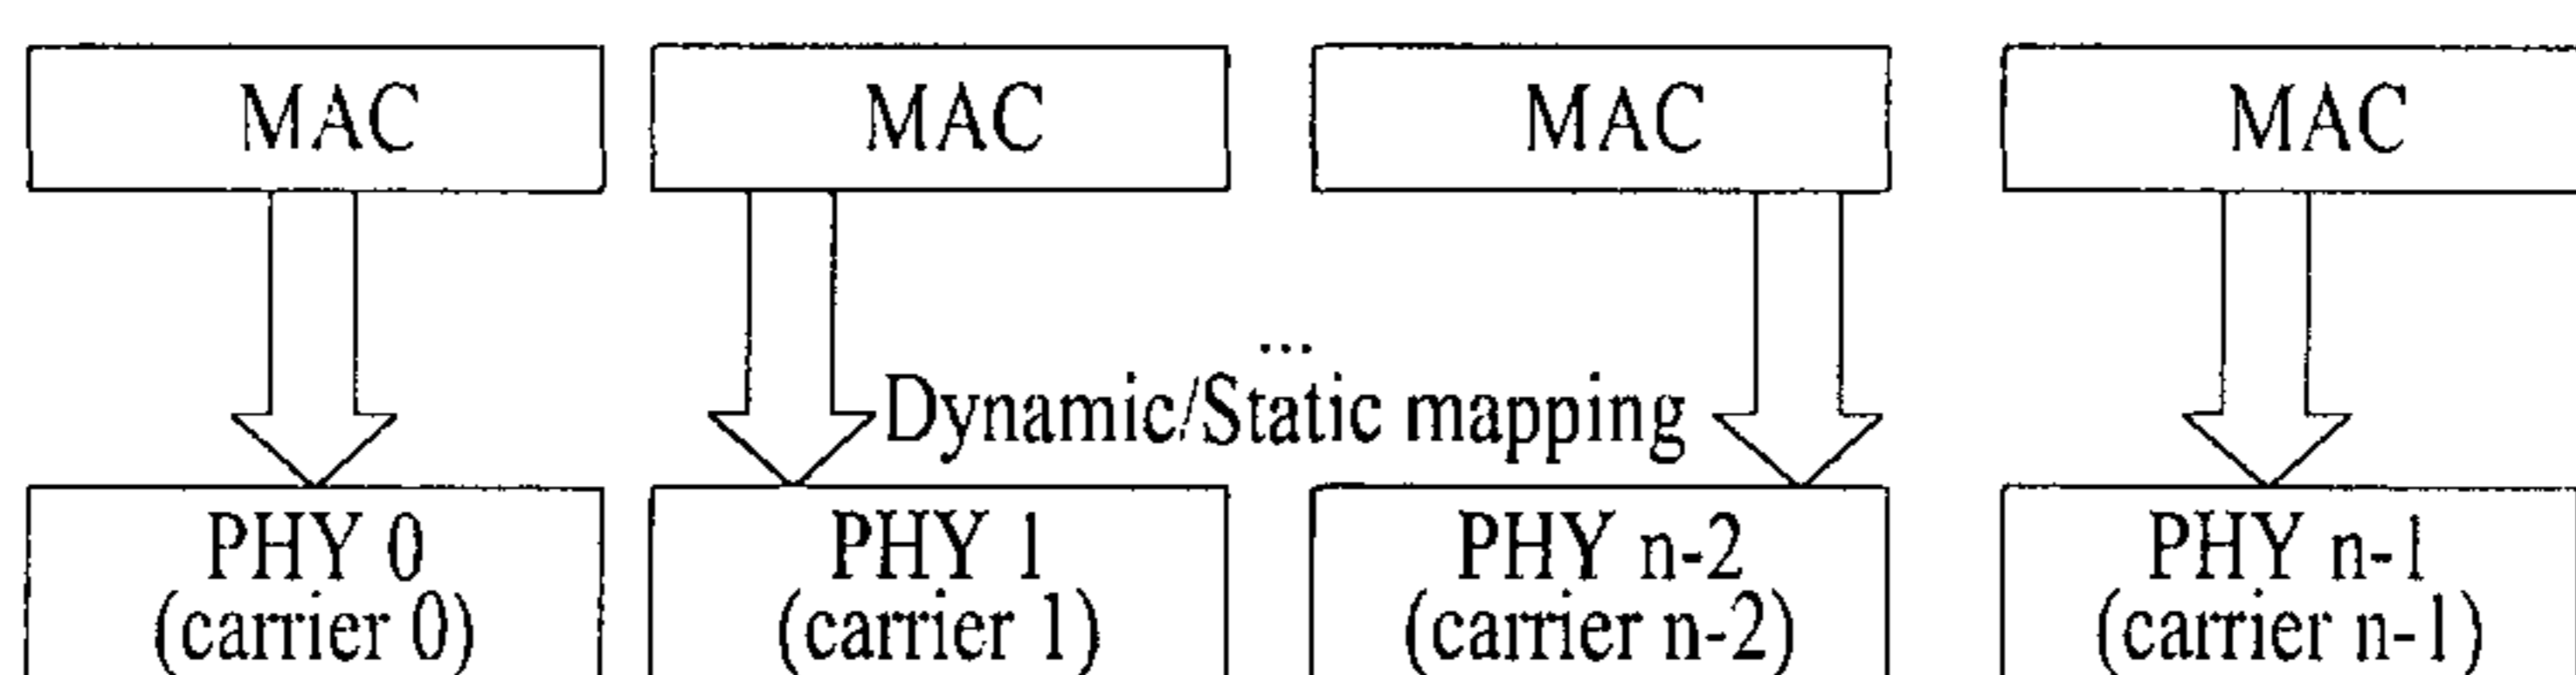 MAC
MAC
MAC
MAC
...
Dynamic/Static mapping
PHY 0
(carrier 0)
PHY 1
(carrier 1)
PHY n-2
(carrier n-2)
PHY n-1
(carrier n-1)